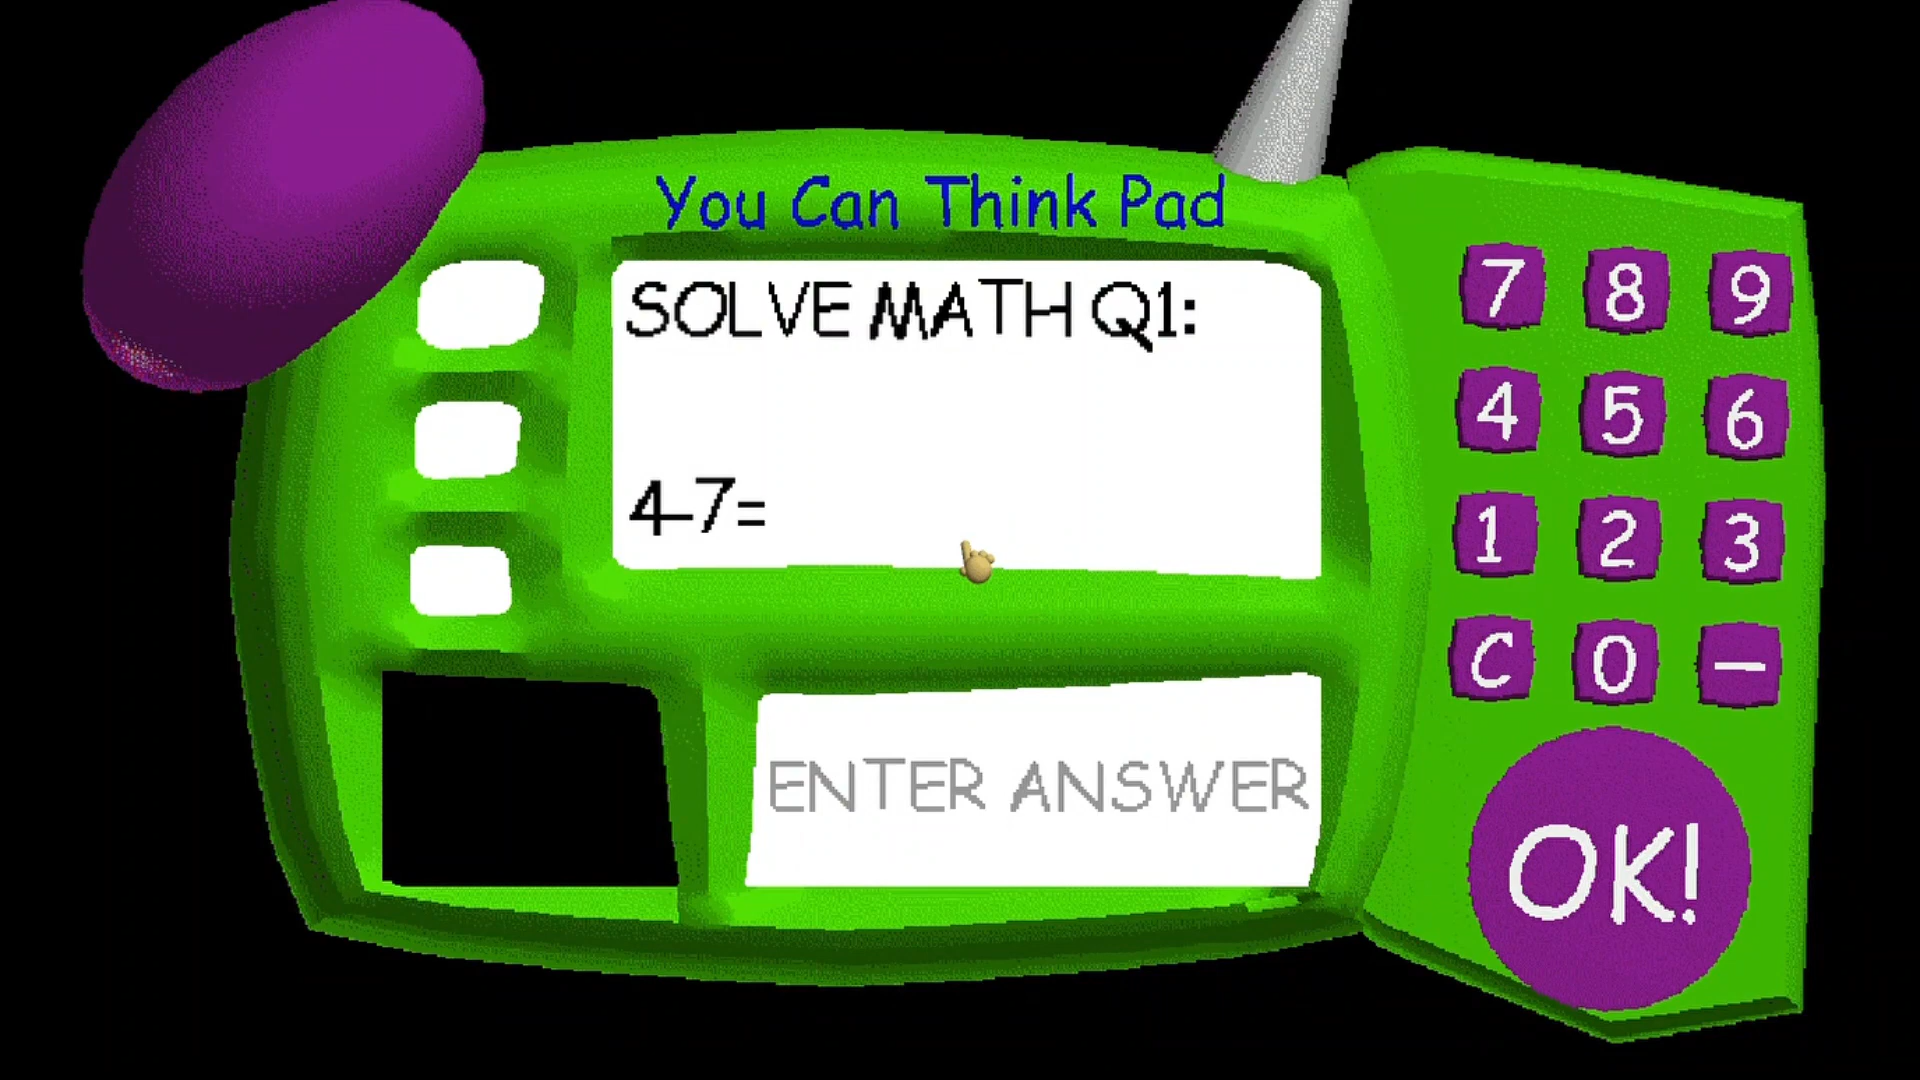 You Can Think Pad
SOLVE MATH Q1:
4-7=
ENTER ANSWER
7 8 9
4 5 6
1 2 3
C 0 -
OK!